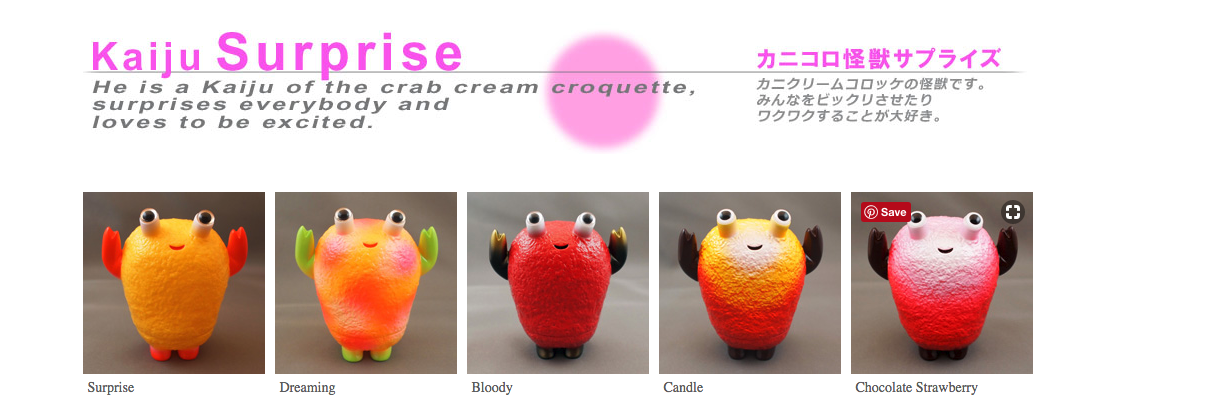 Kaiju Surprise
He is a Kaiju of the crab cream croquette,
surprises everybody and
loves to be excited.
カニコロ怪獣サプライズ
カニクリームコロッケの怪獣です。
みんなをビックリさせたり
ワクワクすることが大好き。
Save
Surprise
Dreaming
Bloody
Candle
Chocolate Strawberry